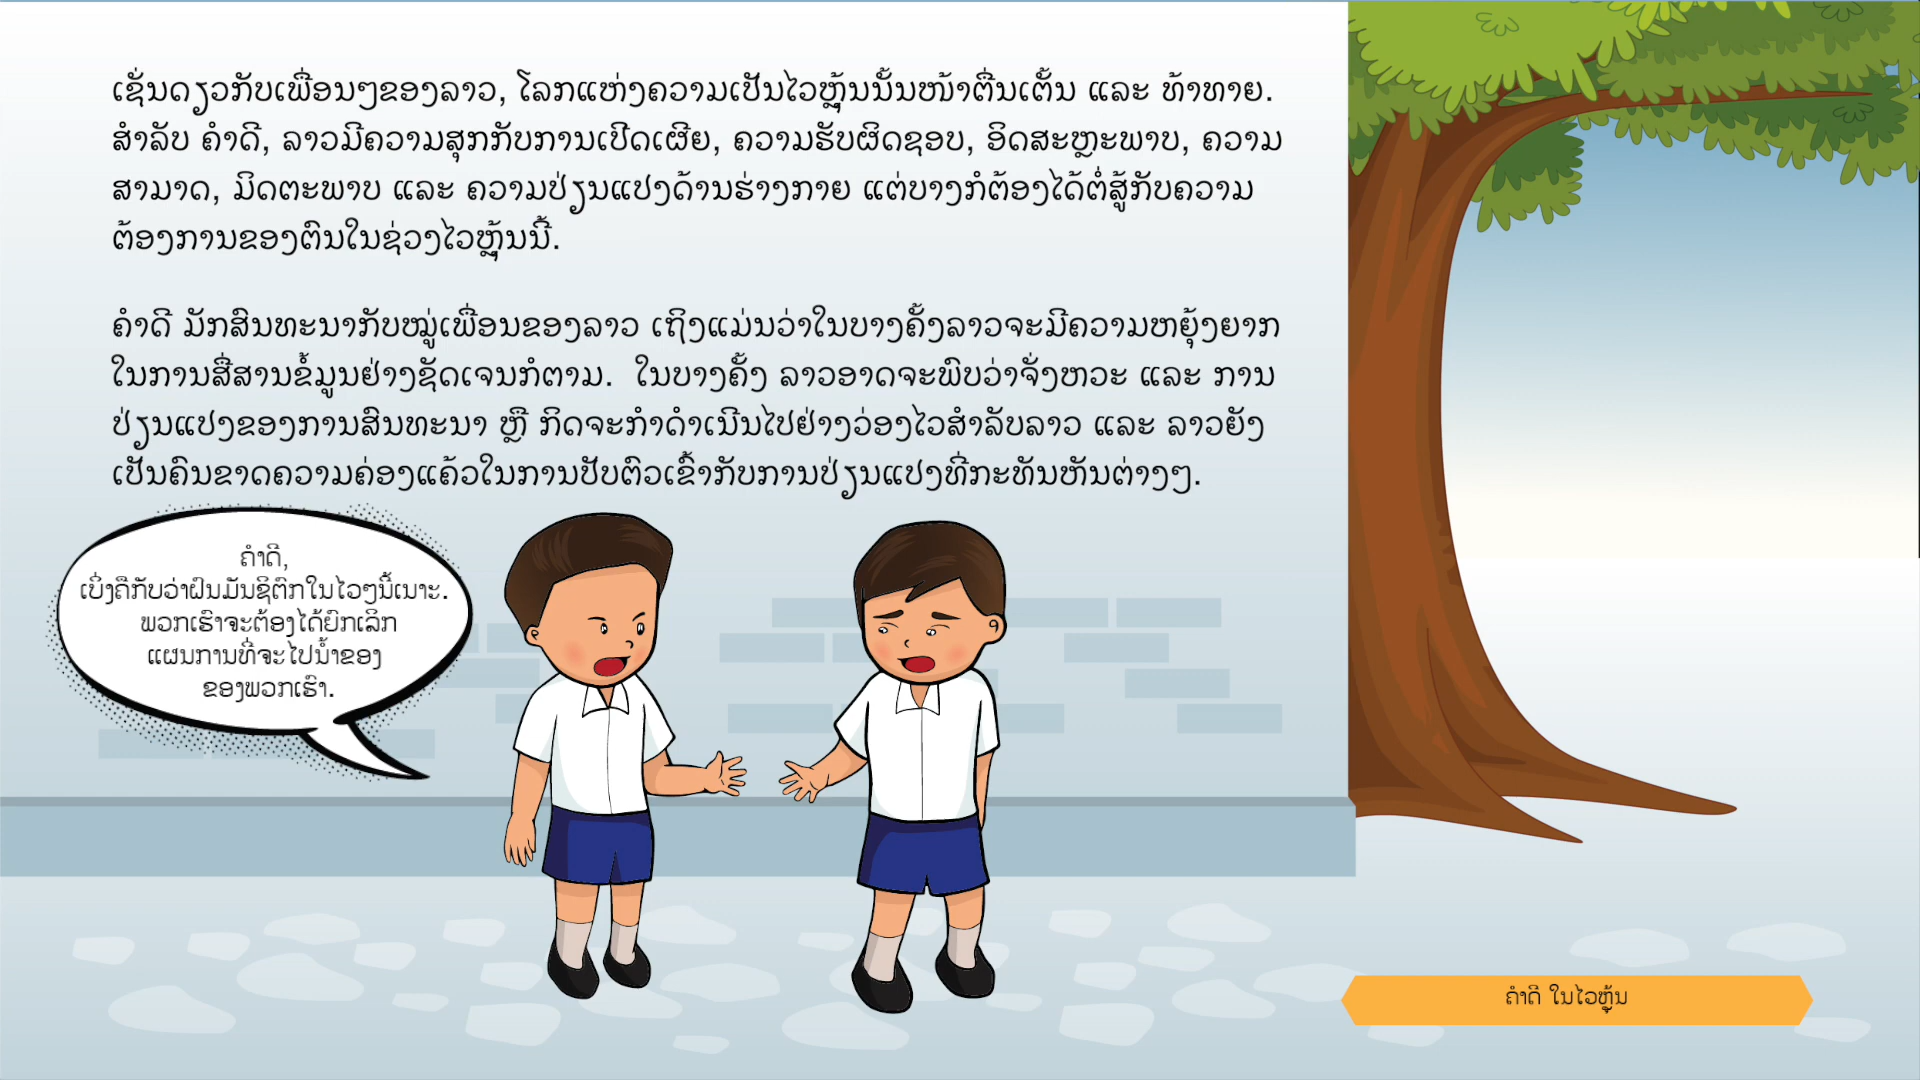 ເຊັ່ນດຽວກັບເພື່ອນໆຂອງລາວ, ໂລກແຫ່ງຄວາມເປັນໄວຫຼຸ້ນນັ້ນໜ້າຕື່ນເຕັ້ນ ແລະ ທ້າທາຍ.
ສຳລັບ ຄຳດີ, ລາວມີຄວາມສຸກກັບການເປີດເຜີຍ, ຄວາມຮັບຜິດຊອບ, ອິດສະຫຼະພາບ, ຄວາມ
ສາມາດ, ມິດຕະພາບ ແລະ ຄວາມປ່ຽນແປງດ້ານຮ່າງກາຍ ແຕ່ບາງກໍຕ້ອງໄດ້ຕໍ່ສູ້ກັບຄວາມ
ຕ້ອງການຂອງຕົນໃນຊ່ວງໄວຫຼຸ້ນນີ້.
ຄຳດີ ມັກສົນທະນາກັບໝູ່ເພື່ອນຂອງລາວ ເຖິງແມ່ນວ່າໃນບາງຄັ້ງລາວຈະມີຄວາມຫຍຸ້ງຍາກ
ໃນການສື່ສານຂໍ້ມູນຢ່າງຊັດເຈນກໍຕາມ. ໃນບາງຄັ້ງ ລາວອາດຈະພົບວ່າຈັ່ງຫວະ ແລະ ການ
ປ່ຽນແປງຂອງການສົນທະນາ ຫຼື ກິດຈະກຳດຳເນີນໄປຢ່າງວ່ອງໄວສຳລັບລາວ ແລະ ລາວຍັງ
ເປັນຄົນຂາດຄວາມຄ່ອງແຄ້ວໃນການປັບຕົວເຂົ້າກັບການປ່ຽນແປງທີ່ກະທັນຫັນຕ່າງໆ.
ຄຳດີ,
ເບິ່ງຄືກັບວ່າຝົນມັນຊິຕົກໃນໄວໆນີ້ເນາະ.
ພວກເຮົາຈະຕ້ອງໄດ້ຍົກເລິກ
ແຜນການທີ່ຈະໄປນ້ຳຂອງ
ຂອງພວກເຮົາ.
ຄຳດີ ໃນໄວຫຼຸ້ນ